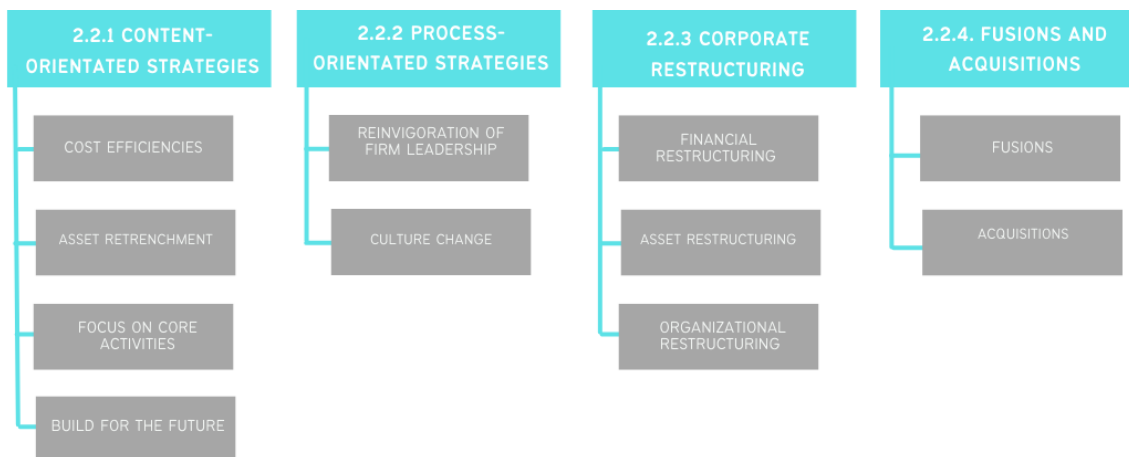 2.2.1 CONTENT-
ORIENTATED STRATEGIES
COST EFFICIENCIES
ASSET RETRENCHMENT
FOCUS ON CORE
ACTIVITIES
BUILD FOR THE FUTURE
2.2.2 PROCESS-
ORIENTATED STRATEGIES
REINVIGORATION OF
FIRM LEADERSHIP
CULTURE CHANGE
2.2.3 CORPORATE
RESTRUCTURING
FINANCIAL
RESTRUCTURING
ASSET RESTRUCTURING
ORGANIZATIONAL
RESTRUCTURING
2.2.4. FUSIONS AND
ACQUISITIONS
FUSIONS
ACQUISITIONS